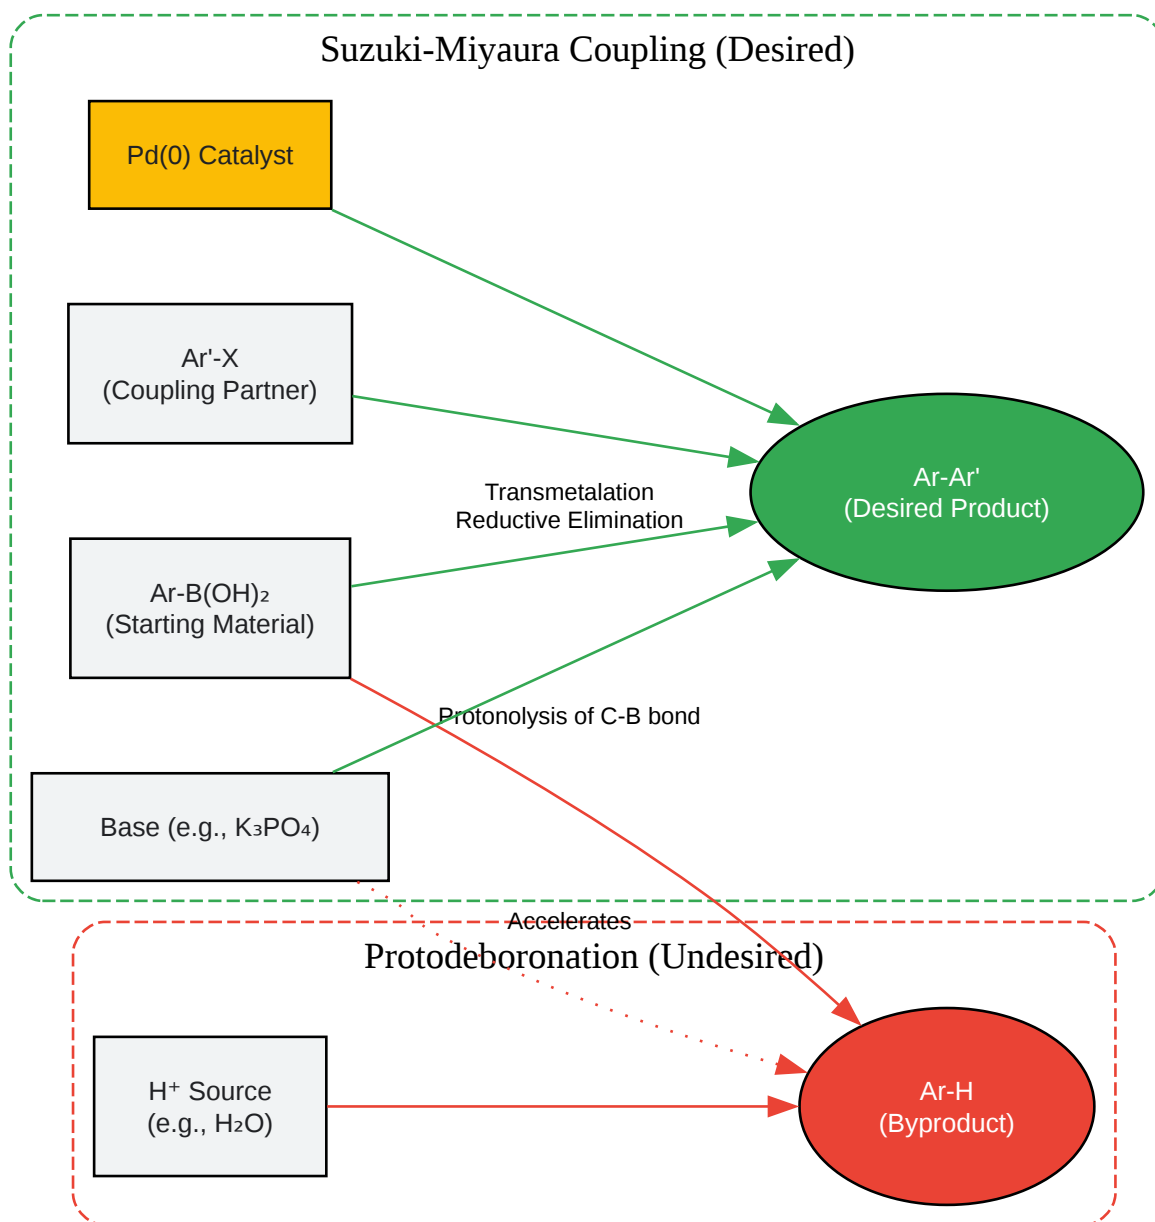 Suzuki-Miyaura Coupling (Desired)
Pd(0) Catalyst
Ar'-X
(Coupling Partner)
Transmetalation
Reductive Elimination
Ar-Ar'
(Desired Product)
Ar-B(OH)₂
(Starting Material)
Protonolysis of C-B bond
Base (e.g., K₃PO₄)
Accelerates
Protodeboronation (Undesired)
H⁺ Source
(e.g., H₂O)
Ar-H
(Byproduct)